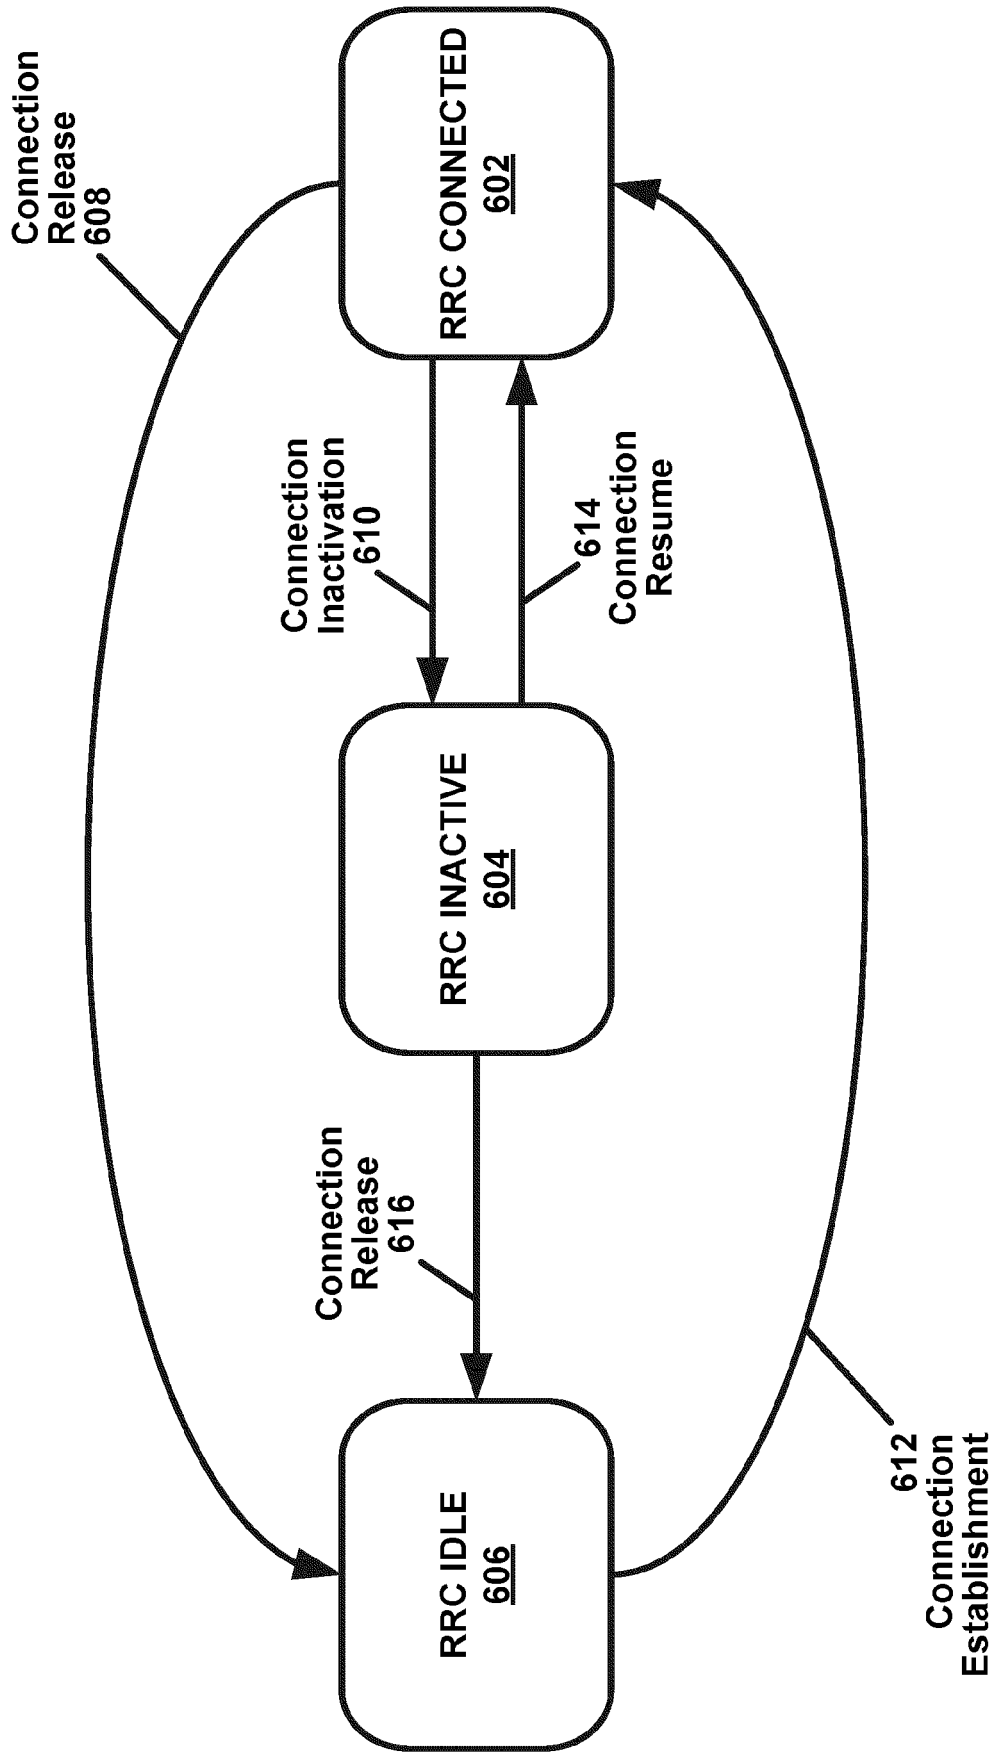 Connection
Release
608
RRC CONNECTED
602
Connection
Inactivation
610
614
Connection
Resume
RRC INACTIVE
604
Connection
Release
616
RRC IDLE
606
612
Connection
Establishment